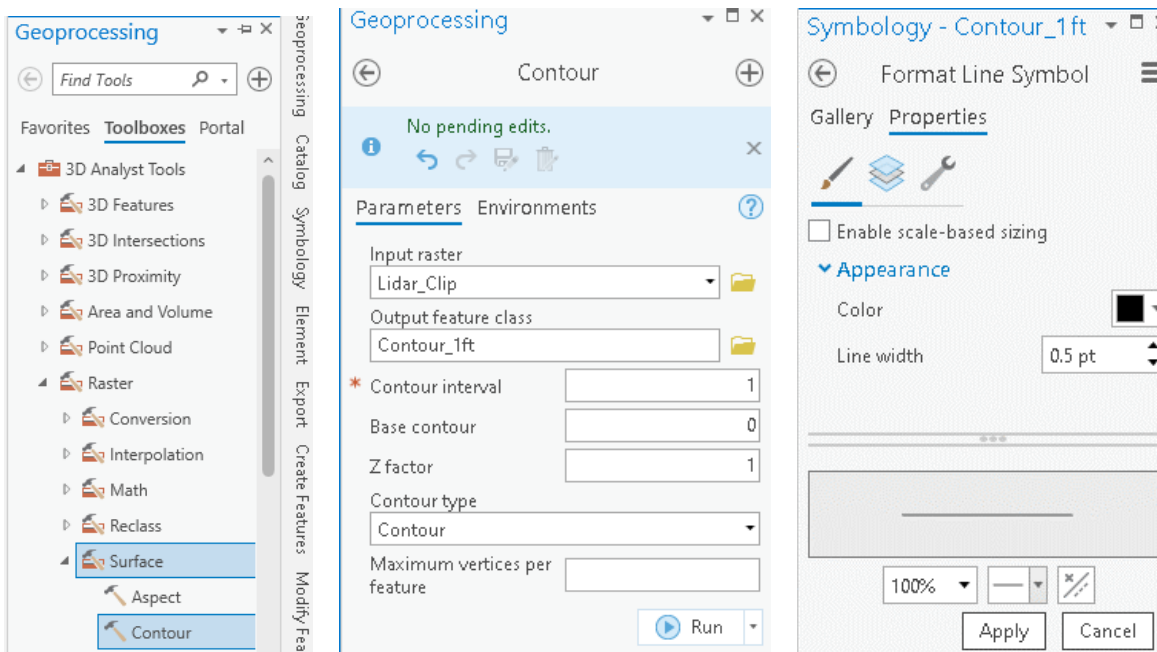 Geoprocessing
Find Tools
Favorites Toolboxes Portal
3D Analyst Tools
3D Features
3D Intersections
3D Proximity
Area and Volume
Point Cloud
Raster
Conversion
Interpolation
Math
Reclass
Surface
Aspect
Contour
Geoprocessing
Catalog
Symbology
Element
Export
Create Features
Modify Fea
Geoprocessing
Contour
No pending edits.
Parameters Environments
Input raster
Lidar_Clip
Output feature class
Contour_1ft
* Contour interval 1
Base contour 0
Z factor 1
Contour type
Contour
Maximum vertices per
feature
Run
Symbology - Contour_1ft
Format Line Symbol
Gallery Properties
Enable scale-based sizing
Appearance
Color
Line width 0.5 pt
100%
Apply Cancel